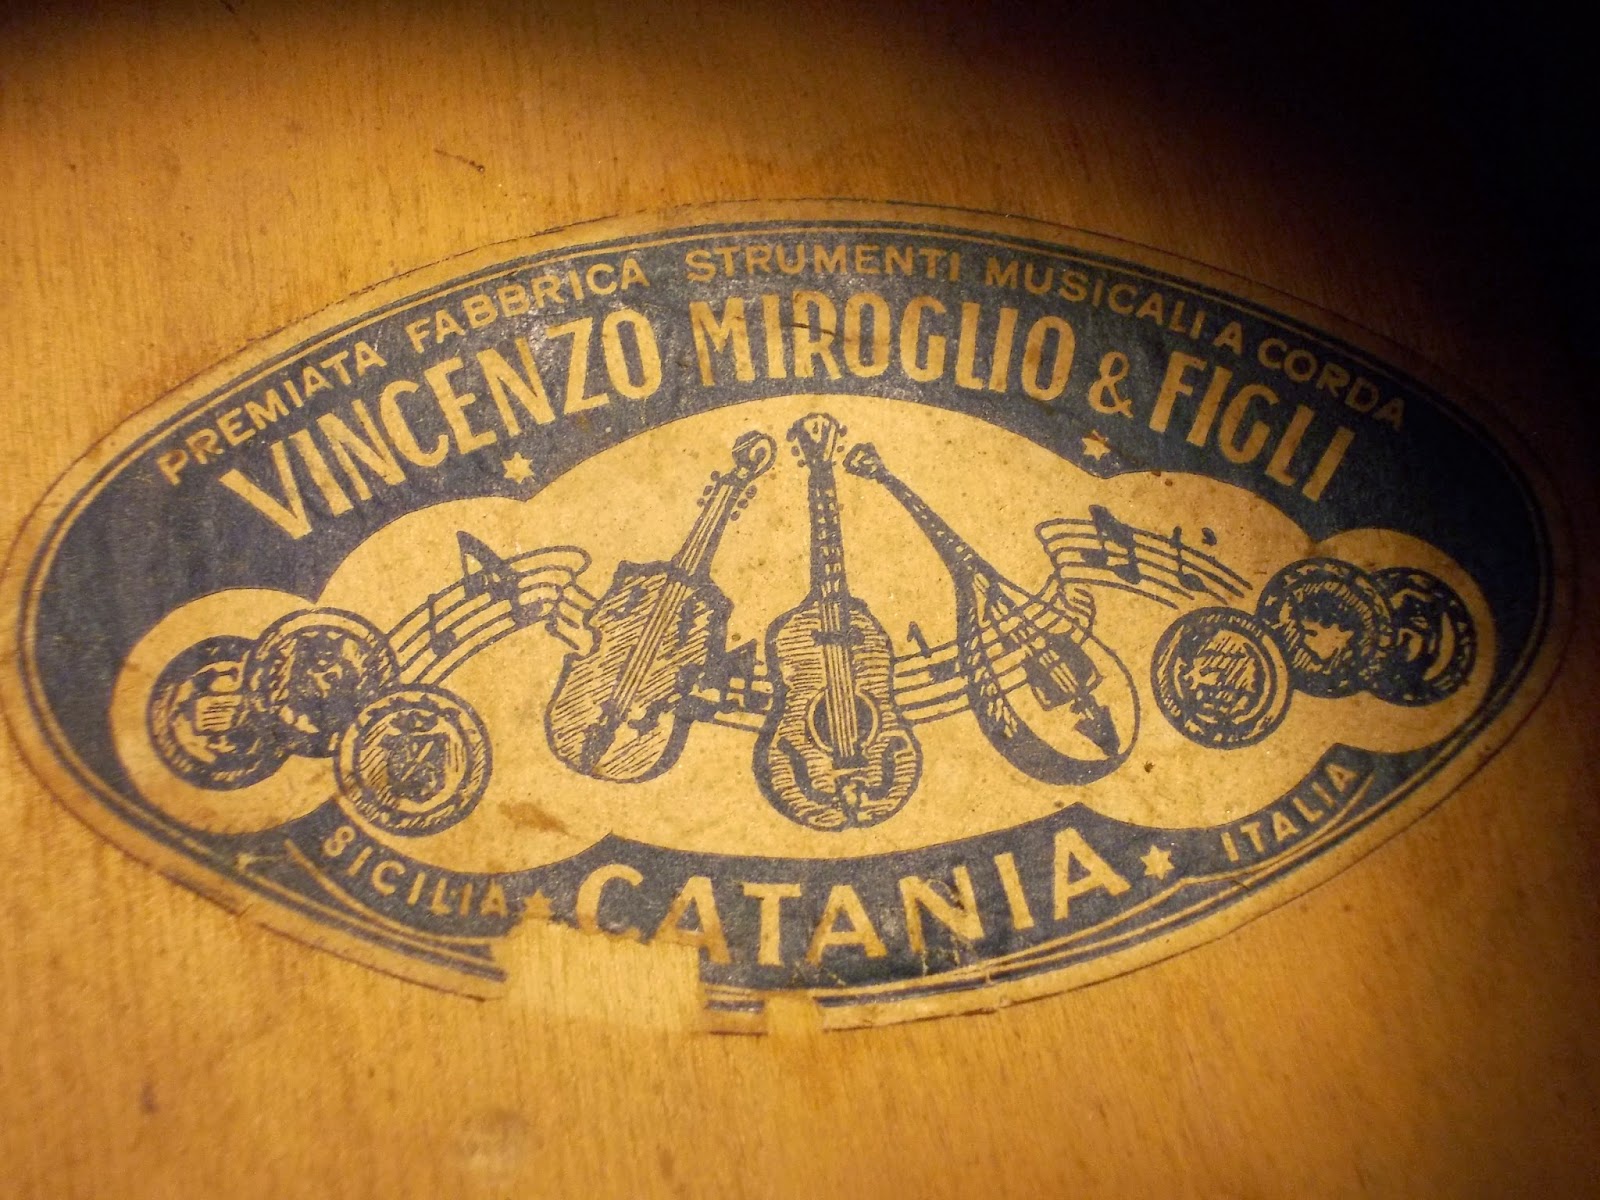 PREMIATA FABBRICA STRUMENTI MUSICALI A CORDA
VINCENZO MIROGLIO & FIGLI
SICILIA ★ CATANIA ★ ITALIA